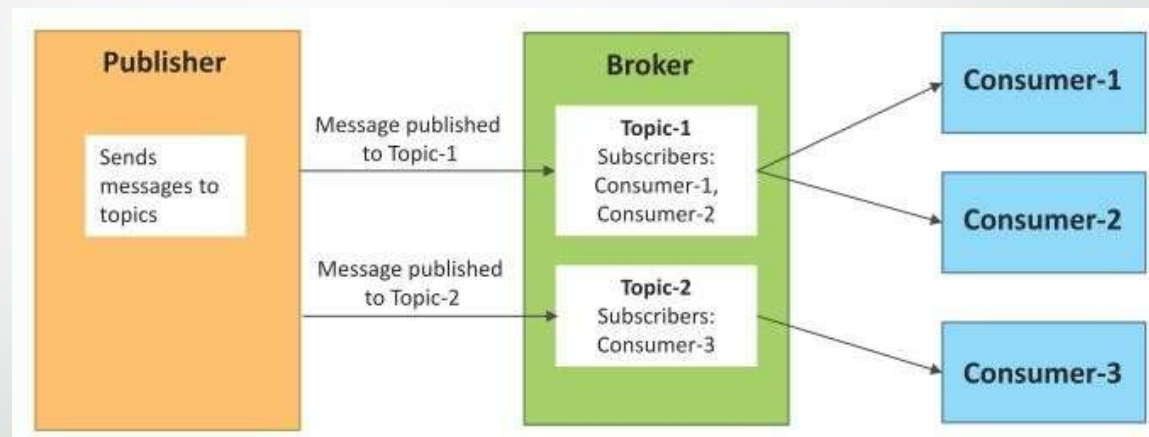 Publisher
Sends
messages to
topics
Message published
to Topic-1
Message published
to Topic-2
Broker
Topic-1
Subscribers:
Consumer-1,
Consumer-2
Topic-2
Subscribers:
Consumer-3
Consumer-1
Consumer-2
Consumer-3